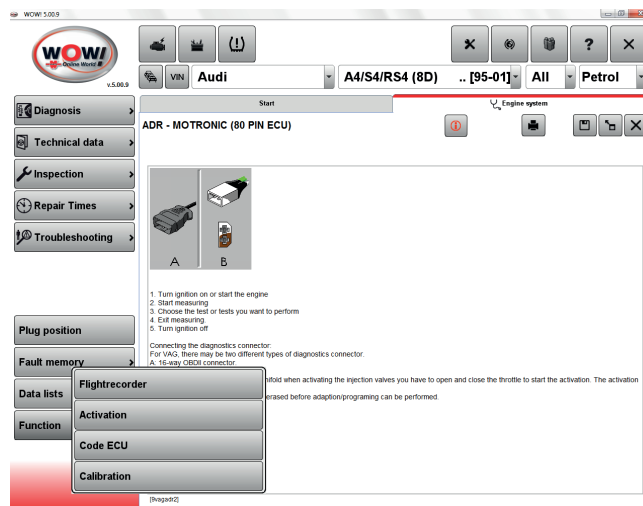 WOW! 5.00.9
WOW!
Online World
v.5.00.9
VIN
Audi
A4/S4/RS4 (8D)
.. [95-01]
All
Petrol
Diagnosis
Technical data
Inspection
Repair Times
Troubleshooting
Start
Engine system
ADR - MOTRONIC (80 PIN ECU)
A
B
1. Turn ignition on or start the engine
2. Start measuring
3. Choose the test or tests you want to perform
4. Exit measuring.
5. Turn ignition off
Connecting the diagnostics connector:
For VAG, there may be two different types of diagnostics connector.
A: 16-way OBDII connector.
nifold when activating the injection valves you have to open and close the throttle to start the activation. The activation
erased before adaption/programing can be performed.
Plug position
Fault memory
Data lists
Function
Flightrecorder
Activation
Code ECU
Calibration
[9vagadr2]